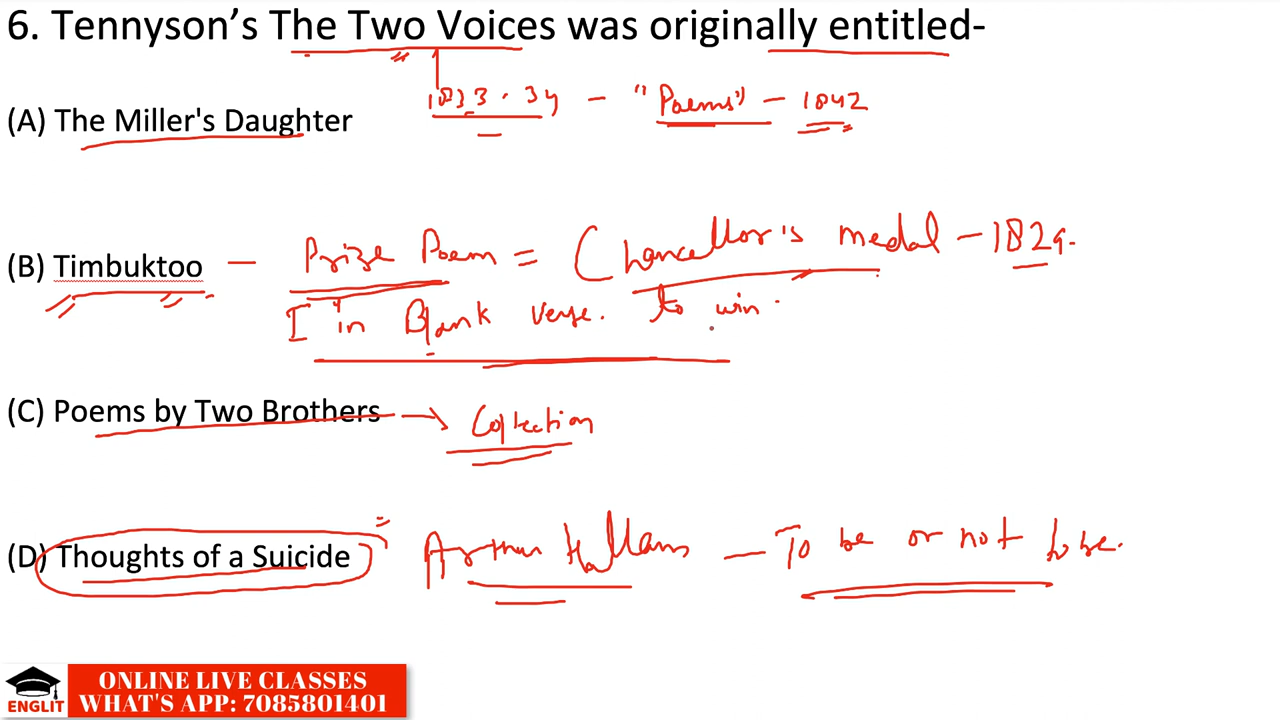 6. Tennyson’s The Two Voices was originally entitled-
1833-34 – "Poems" – 1842
(A) The Miller's Daughter
(B) Timbuktoo – Prize Poem = Chancellor's medal – 1829.
I in Blank verse. to win.
(C) Poems by Two Brothers → Collection
(D) Thoughts of a Suicide = Arthur Hallam – To be or not to be.
ENGLIT
ONLINE LIVE CLASSES
WHAT'S APP: 7085801401